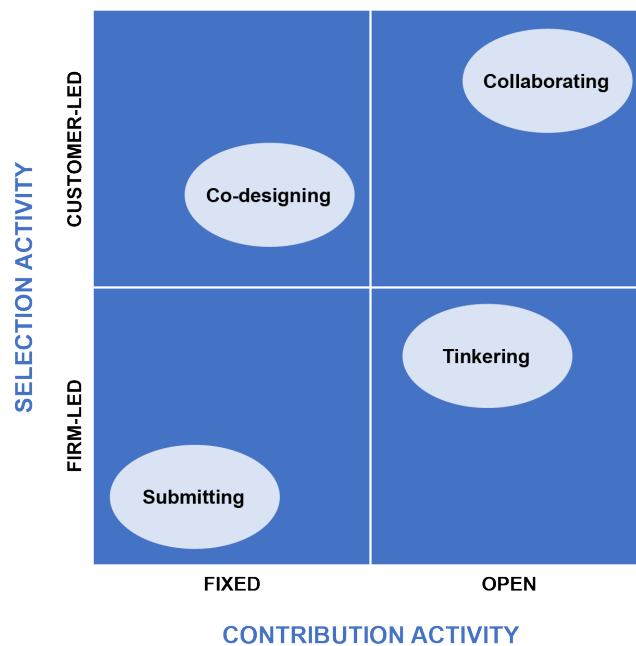 SELECTION ACTIVITY
CUSTOMER-LED
FIRM-LED
Collaborating
Co-designing
Tinkering
Submitting
FIXED
OPEN
CONTRIBUTION ACTIVITY